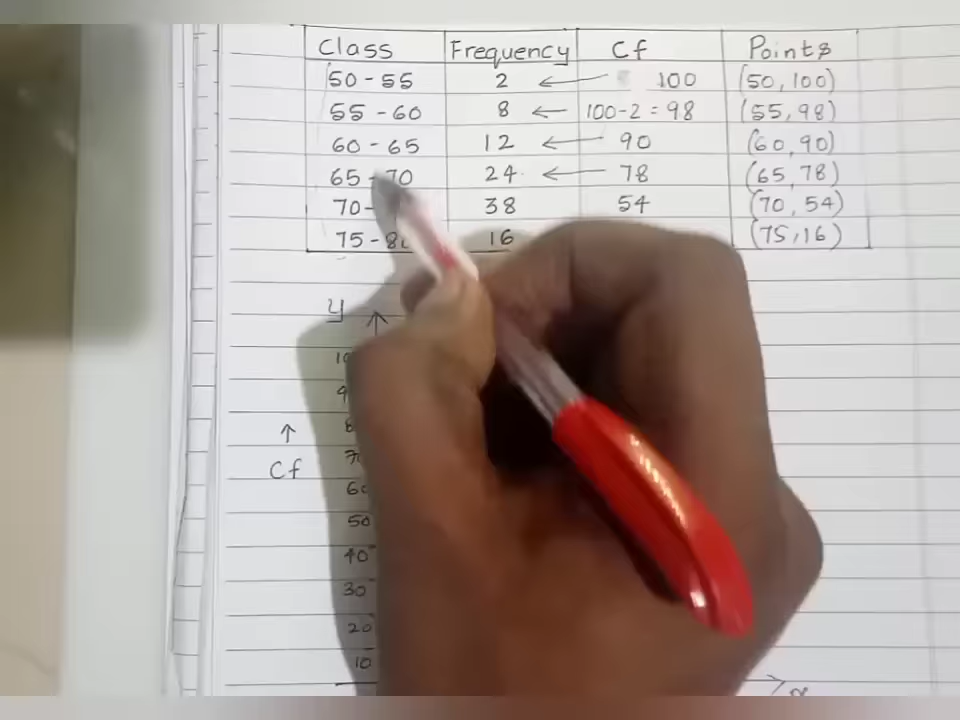 Class Frequency Cf Points
50 - 55 2 ← 100 (50, 100)
55 - 60 8 ← 100-2 = 98 (55, 98)
60 - 65 12 ← 90 (60, 90)
65 - 70 24 ← 78 (65, 78)
70 - 38 54 (70, 54)
75 - 16 (75, 16)
y
↑
↑
Cf
50
40
30
20
10